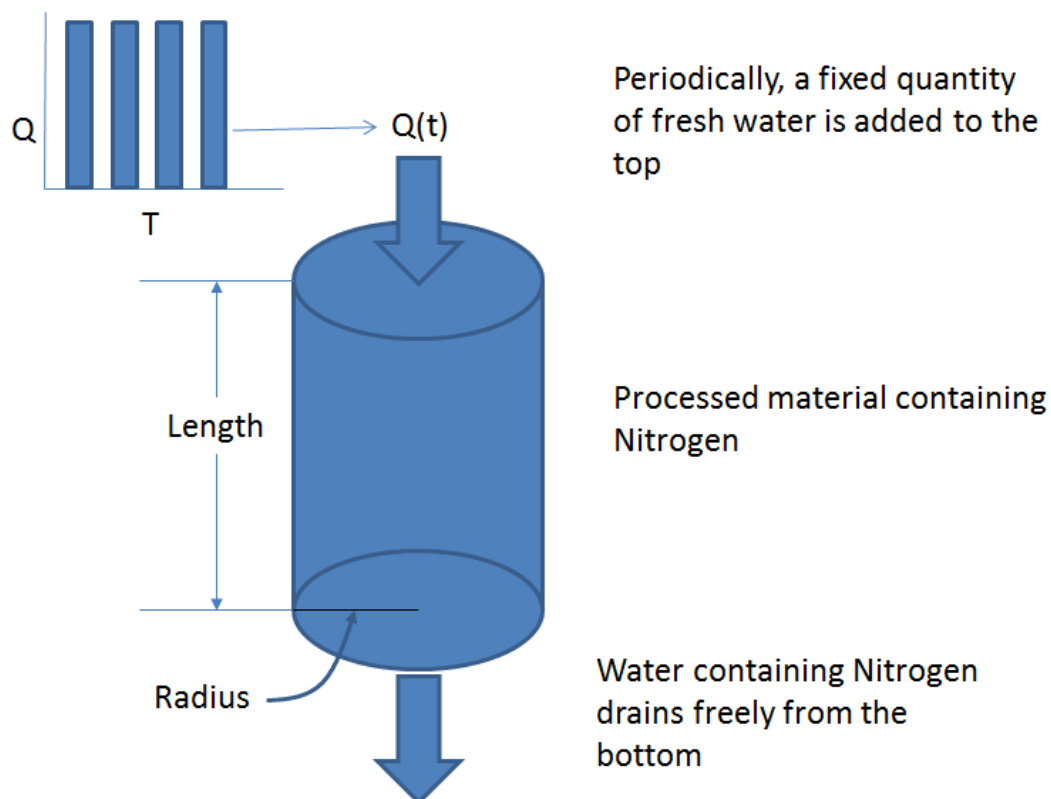 Q
T
Q(t)
Periodically, a fixed quantity
of fresh water is added to the
top
Length
Processed material containing
Nitrogen
Radius
Water containing Nitrogen
drains freely from the
bottom